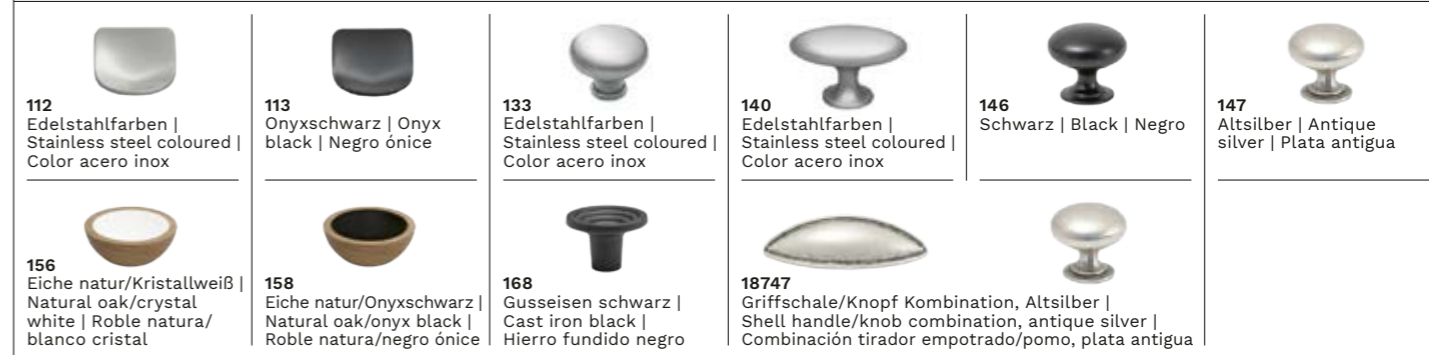 112
Edelstahlfarben |
Stainless steel coloured |
Color acero inox
113
Onyxschwarz | Onyx
black | Negro ónice
133
Edelstahlfarben |
Stainless steel coloured |
Color acero inox
140
Edelstahlfarben |
Stainless steel coloured |
Color acero inox
146
Schwarz | Black | Negro
147
Altsilber | Antique
silver | Plata antigua
156
Eiche natur/Kristallweiß |
Natural oak/crystal
white | Roble natura/
blanco cristal
158
Eiche natur/Onyxschwarz |
Natural oak/onyx black |
Roble natura/negro ónice
168
Gusseisen schwarz |
Cast iron black |
Hierro fundido negro
18747
Griffschale/Knopf Kombination, Altsilber |
Shell handle/knob combination, antique silver |
Combinación tirador empotrado/pomo, plata antigua